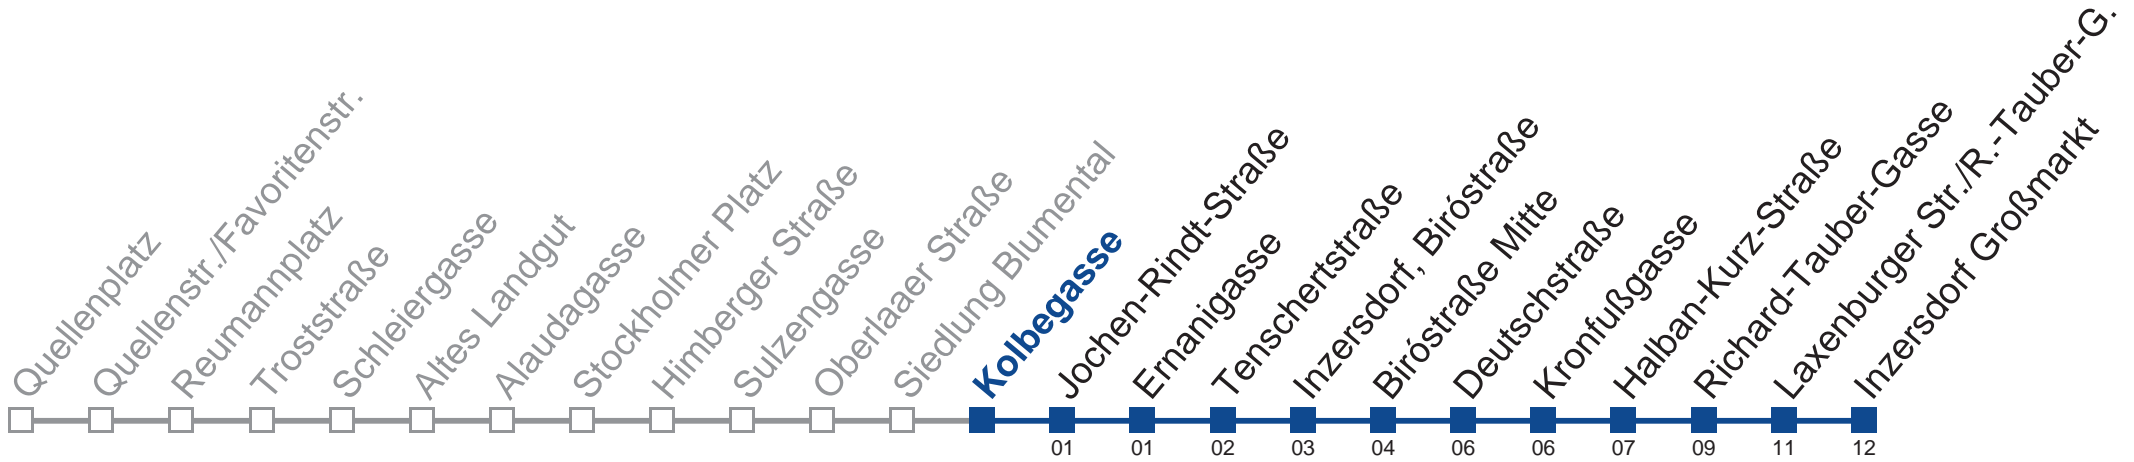 Quellenplatz
Quellenstr./Favoritenstr.
Reumannplatz
Troststraße
Schleiergasse
Altes Landgut
Alaudagasse
Stockholmer Platz
Himberger Straße
Sulzengasse
Oberlaaer Straße
Siedlung Blumental
Kolbegasse
Jochen-Rindt-Straße
Ernanigasse
Tenschertstraße
Inzersdorf, Biróstraße
Biróstraße Mitte
Deutschstraße
Kronfußgasse
Halban-Kurz-Straße
Richard-Tauber-Gasse
Laxenburger Str./R.-Tauber-G.
Inzersdorf Großmarkt
01 01 02 03 04 06 06 07 09 11 12